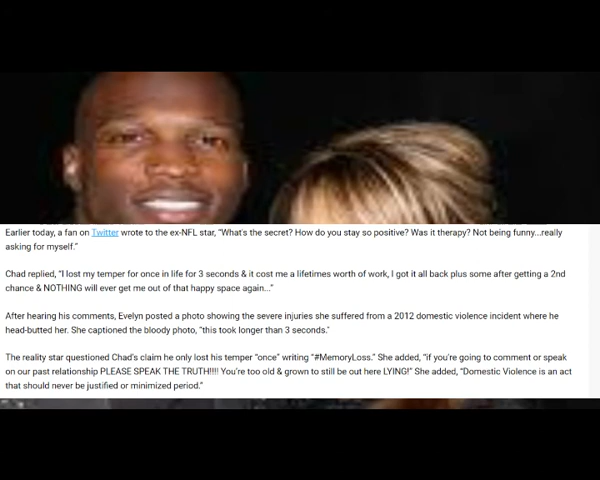 Earlier today, a fan on Twitter wrote to the ex-NFL star, "What's the secret? How do you stay so positive? Was it therapy? Not being funny...really
asking for myself."
Chad replied, "I lost my temper for once in life for 3 seconds & it cost me a lifetimes worth of work, I got it all back plus some after getting a 2nd
chance & NOTHING will ever get me out of that happy space again..."
After hearing his comments, Evelyn posted a photo showing the severe injuries she suffered from a 2012 domestic violence incident where he
head-butted her. She captioned the bloody photo, "this took longer than 3 seconds."
The reality star questioned Chad's claim he only lost his temper "once" writing "#MemoryLoss." She added, "if you're going to comment or speak
on our past relationship PLEASE SPEAK THE TRUTH!!!! You're too old & grown to still be out here LYING!" She added, "Domestic Violence is an act
that should never be justified or minimized period."